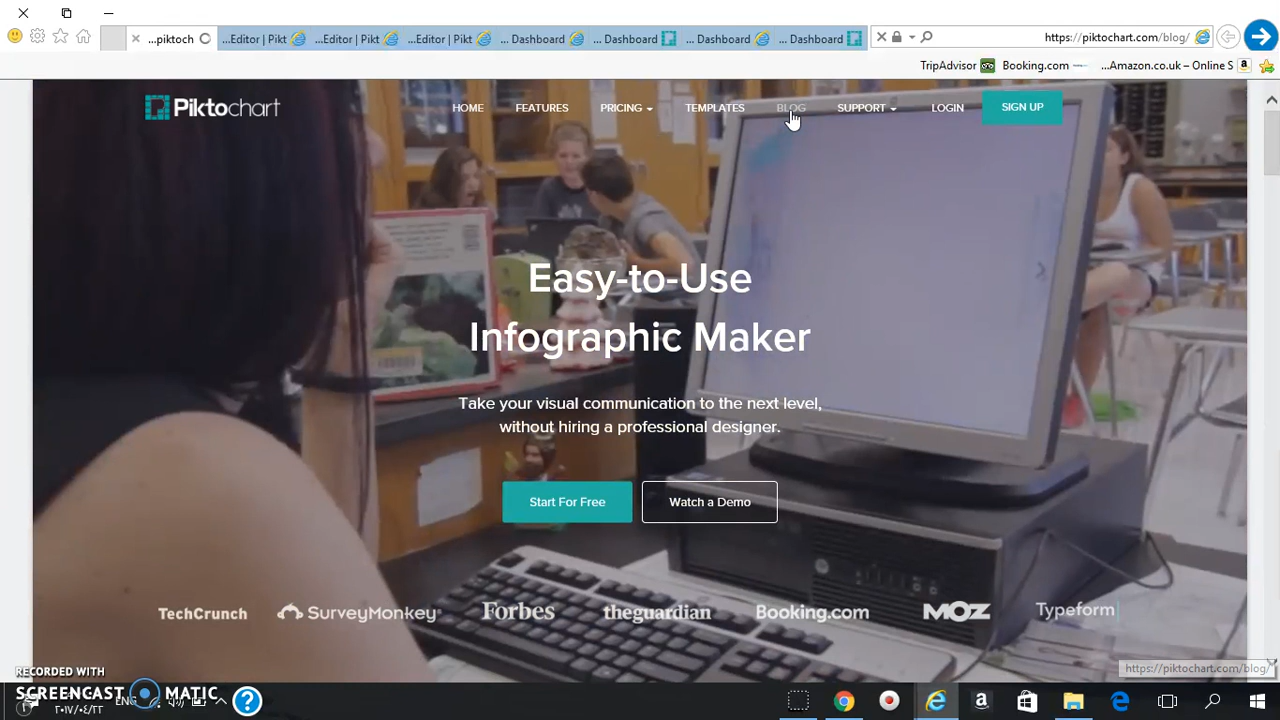 ...piktoch
...Editor | Pikt
...Editor | Pikt
...Editor | Pikt
... Dashboard
... Dashboard
... Dashboard
... Dashboard
https://piktochart.com/blog/
TripAdvisor
Booking.com
...Amazon.co.uk – Online S
Piktochart
HOME
FEATURES
PRICING
TEMPLATES
BLOG
SUPPORT
LOGIN
SIGN UP
Easy-to-Use
Infographic Maker
Take your visual communication to the next level,
without hiring a professional designer.
Start For Free
Watch a Demo
TechCrunch
SurveyMonkey
Forbes
theguardian
Booking.com
MOZ
Typeform
https://piktochart.com/blog/
RECORDED WITH
SCREENCAST MATIC
ENG